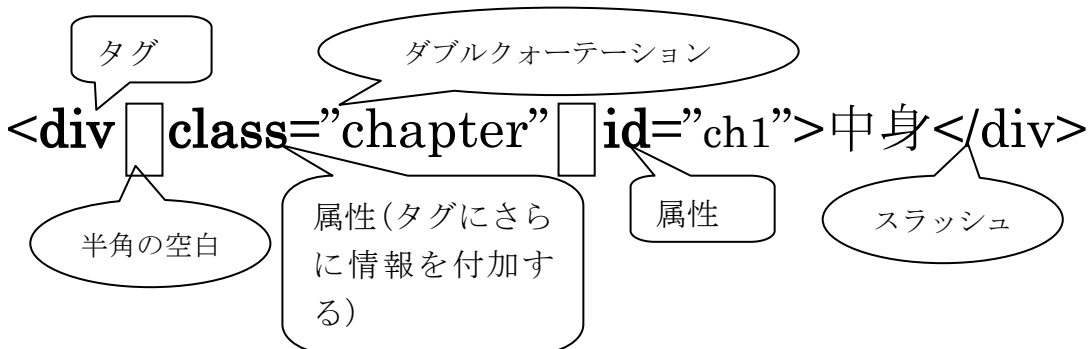 タグ
ダブルクォーテーション
<div class=”chapter” id=”ch1”>中身</div>
半角の空白
属性(タグにさら
に情報を付加す
る)
属性
スラッシュ